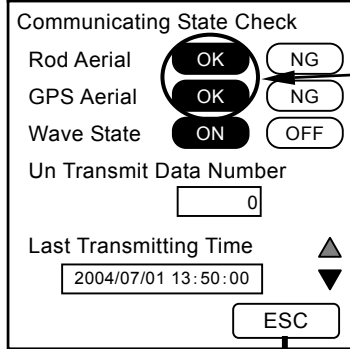 Communicating State Check
Rod Aerial OK NG
GPS Aerial OK NG
Wave State ON OFF
Un Transmit Data Number
0
Last Transmitting Time
2004/07/01 13:50:00
ESC